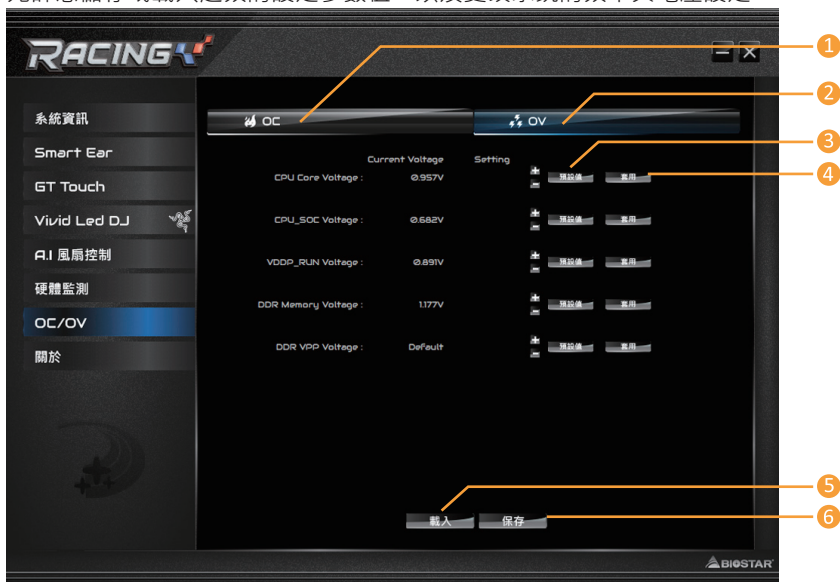 RACING
1
2
3
4
5
6
系統資訊
Smart Ear
GT Touch
Vivid Led DJ
A.I 風扇控制
硬體監測
OC/OV
關於
OC
OV
Current Voltage Setting
CPU Core Voltage : 0.957V 預設值 套用
CPU_SOC Voltage : 0.682V 預設值 套用
VDDP_RUN Voltage : 0.891V 預設值 套用
DDR Memory Voltage : 1.177V 預設值 套用
DDR VPP Voltage : Default 預設值 套用
載入 保存
BIOSTAR